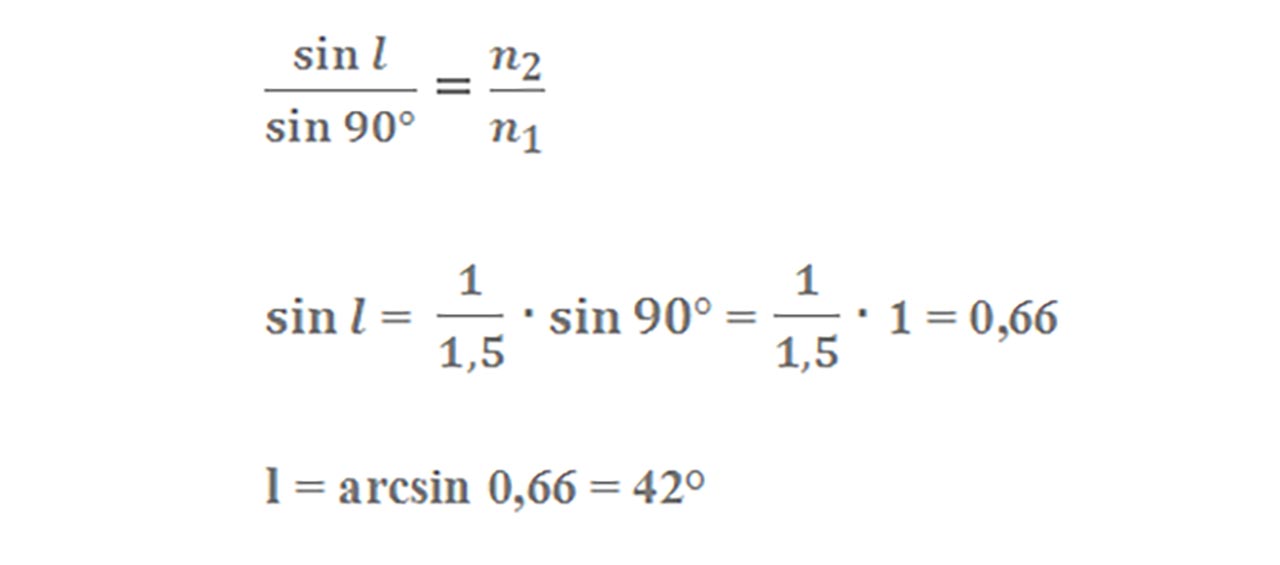 sin l / sin 90° = n₂ / n₁
sin l = 1 / 1,5 · sin 90° = 1 / 1,5 · 1 = 0,66
l = arcsin 0,66 = 42°